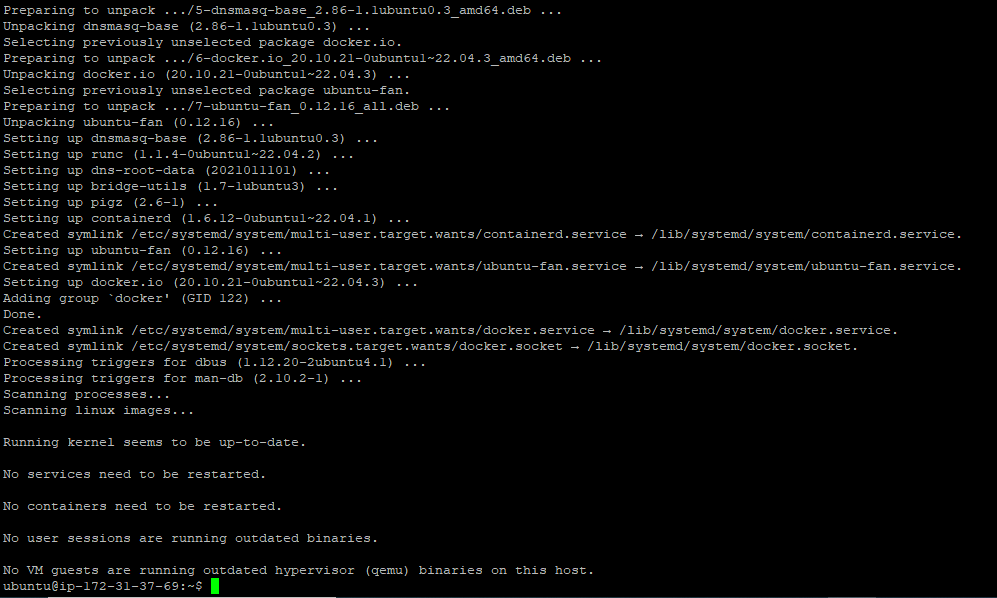 Preparing to unpack .../5-dnsmasq-base_2.86-1.1ubuntu0.3_amd64.deb ...
Unpacking dnsmasq-base (2.86-1.1ubuntu0.3) ...
Selecting previously unselected package docker.io.
Preparing to unpack .../6-docker.io_20.10.21-0ubuntu1~22.04.3_amd64.deb ...
Unpacking docker.io (20.10.21-0ubuntu1~22.04.3) ...
Selecting previously unselected package ubuntu-fan.
Preparing to unpack .../7-ubuntu-fan_0.12.16_all.deb ...
Unpacking ubuntu-fan (0.12.16) ...
Setting up dnsmasq-base (2.86-1.1ubuntu0.3) ...
Setting up runc (1.1.4-0ubuntu1~22.04.2) ...
Setting up dns-root-data (2021011101) ...
Setting up bridge-utils (1.7-1ubuntu3) ...
Setting up pigz (2.6-1) ...
Setting up containerd (1.6.12-0ubuntu1~22.04.1) ...
Created symlink /etc/systemd/system/multi-user.target.wants/containerd.service → /lib/systemd/system/containerd.service.
Setting up ubuntu-fan (0.12.16) ...
Created symlink /etc/systemd/system/multi-user.target.wants/ubuntu-fan.service → /lib/systemd/system/ubuntu-fan.service.
Setting up docker.io (20.10.21-0ubuntu1~22.04.3) ...
Adding group `docker' (GID 122) ...
Done.
Created symlink /etc/systemd/system/multi-user.target.wants/docker.service → /lib/systemd/system/docker.service.
Created symlink /etc/systemd/system/sockets.target.wants/docker.socket → /lib/systemd/system/docker.socket.
Processing triggers for dbus (1.12.20-2ubuntu4.1) ...
Processing triggers for man-db (2.10.2-1) ...
Scanning processes...
Scanning linux images...
Running kernel seems to be up-to-date.
No services need to be restarted.
No containers need to be restarted.
No user sessions are running outdated binaries.
No VM guests are running outdated hypervisor (qemu) binaries on this host.
ubuntu@ip-172-31-37-69:~$